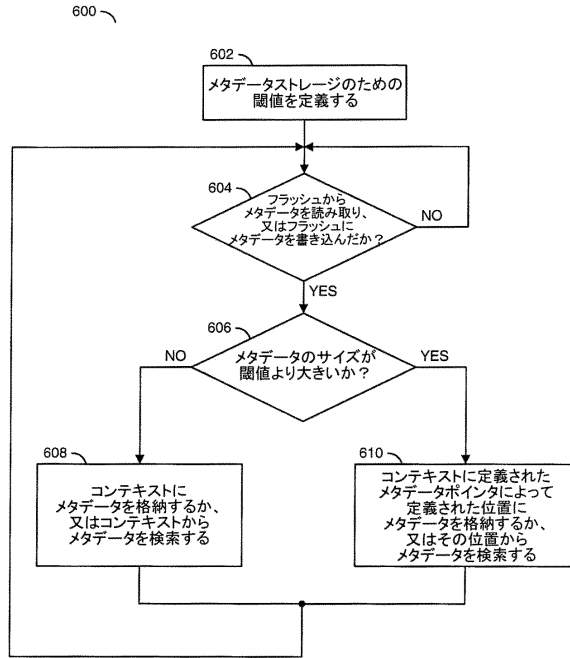 600
602
メタデータストレージのための
閾値を定義する
604
フラッシュから
メタデータを読み取り、
又はフラッシュに
メタデータを書き込んだか？
NO
YES
606
メタデータのサイズが
閾値より大きいか？
NO
YES
608
コンテキストに
メタデータを格納するか、
又はコンテキストから
メタデータを検索する
610
コンテキストに定義された
メタデータポインタによって
定義された位置に
メタデータを格納するか、
又はその位置から
メタデータを検索する